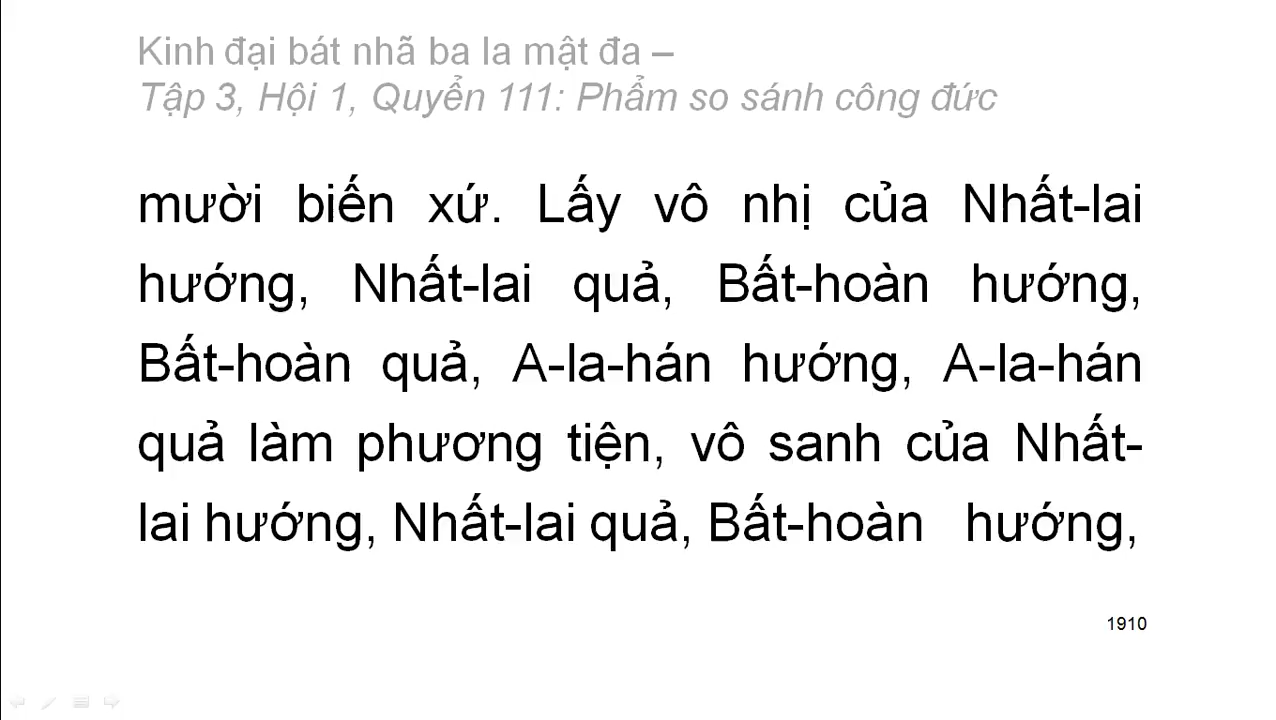 Kinh đại bát nhã ba la mật đa –
Tập 3, Hội 1, Quyển 111: Phẩm so sánh công đức
mười biến xứ. Lấy vô nhị của Nhất-lai
hướng, Nhất-lai quả, Bất-hoàn hướng,
Bất-hoàn quả, A-la-hán hướng, A-la-hán
quả làm phương tiện, vô sanh của Nhất-
lai hướng, Nhất-lai quả, Bất-hoàn hướng,
1910